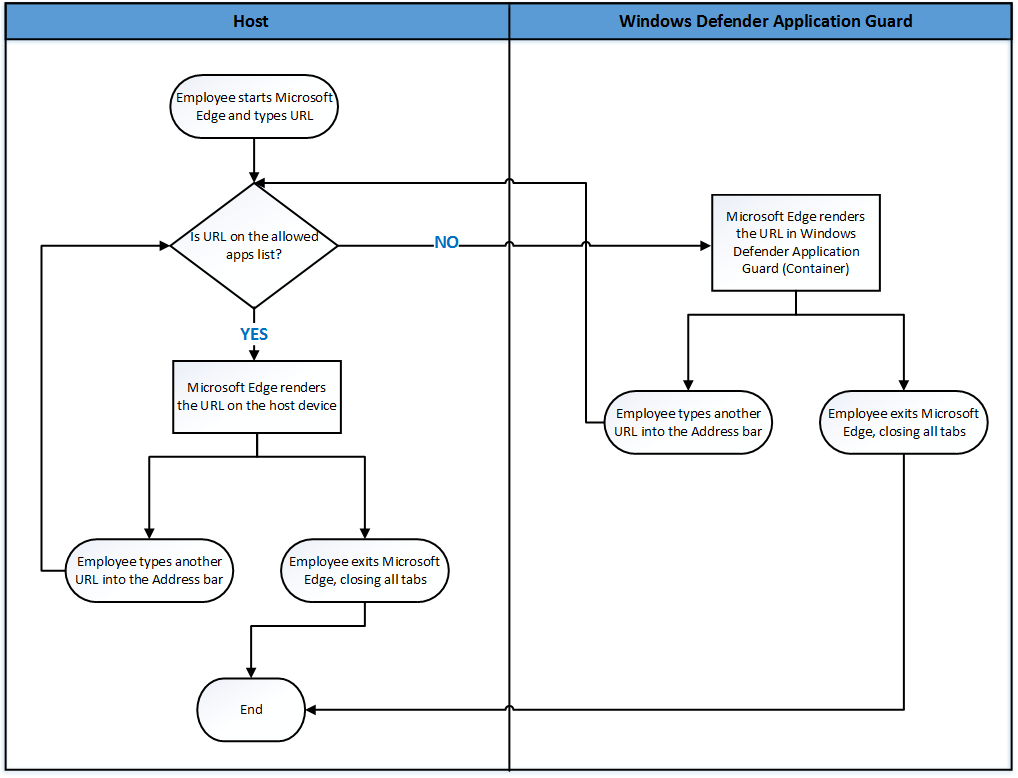 Host
Windows Defender Application Guard
Employee starts Microsoft
Edge and types URL
Is URL on the allowed
apps list?
NO
Microsoft Edge renders
the URL in Windows
Defender Application
Guard (Container)
YES
Microsoft Edge renders
the URL on the host device
Employee types another
URL into the Address bar
Employee exits Microsoft
Edge, closing all tabs
Employee types another
URL into the Address bar
Employee exits Microsoft
Edge, closing all tabs
End